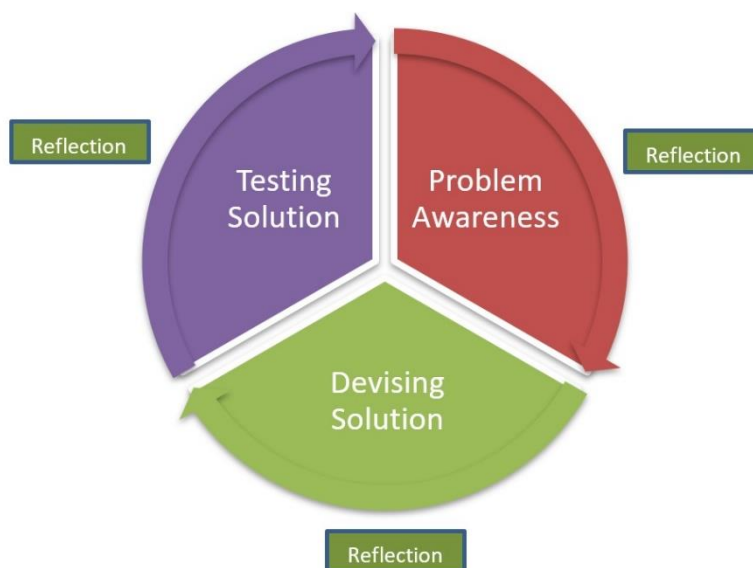 Reflection
Testing
Solution
Problem
Awareness
Reflection
Devising
Solution
Reflection